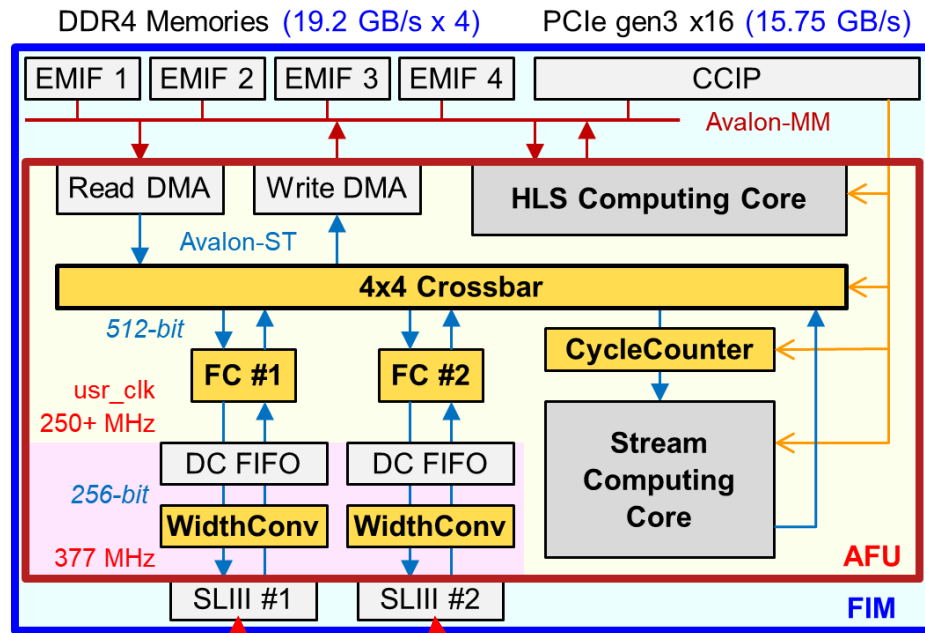 DDR4 Memories (19.2 GB/s x 4)
PCIe gen3 x16 (15.75 GB/s)
EMIF 1
EMIF 2
EMIF 3
EMIF 4
CCIP
Avalon-MM
Read DMA
Write DMA
HLS Computing Core
Avalon-ST
4x4 Crossbar
512-bit
FC #1
FC #2
CycleCounter
usr_clk
250+ MHz
DC FIFO
DC FIFO
Stream
Computing
Core
256-bit
WidthConv
WidthConv
377 MHz
AFU
SLIII #1
SLIII #2
FIM